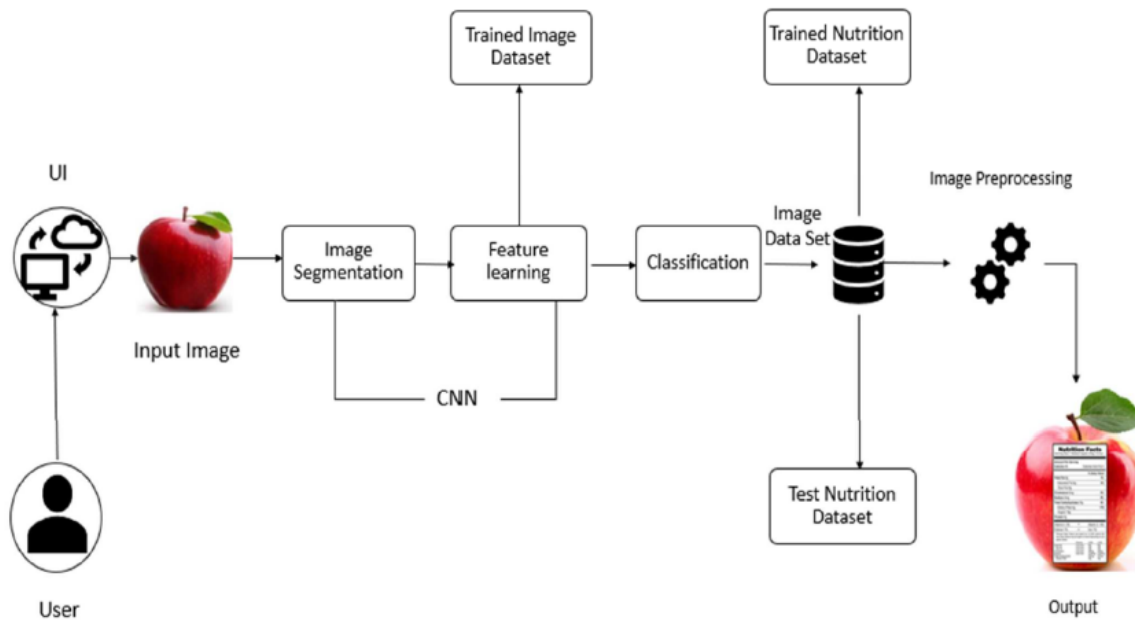 Trained Image
Dataset
Trained Nutrition
Dataset
UI
Image Preprocessing
Image
Segmentation
Feature
learning
Classification
Image
Data Set
Input Image
CNN
Nutrition Facts
Test Nutrition
Dataset
User
Output